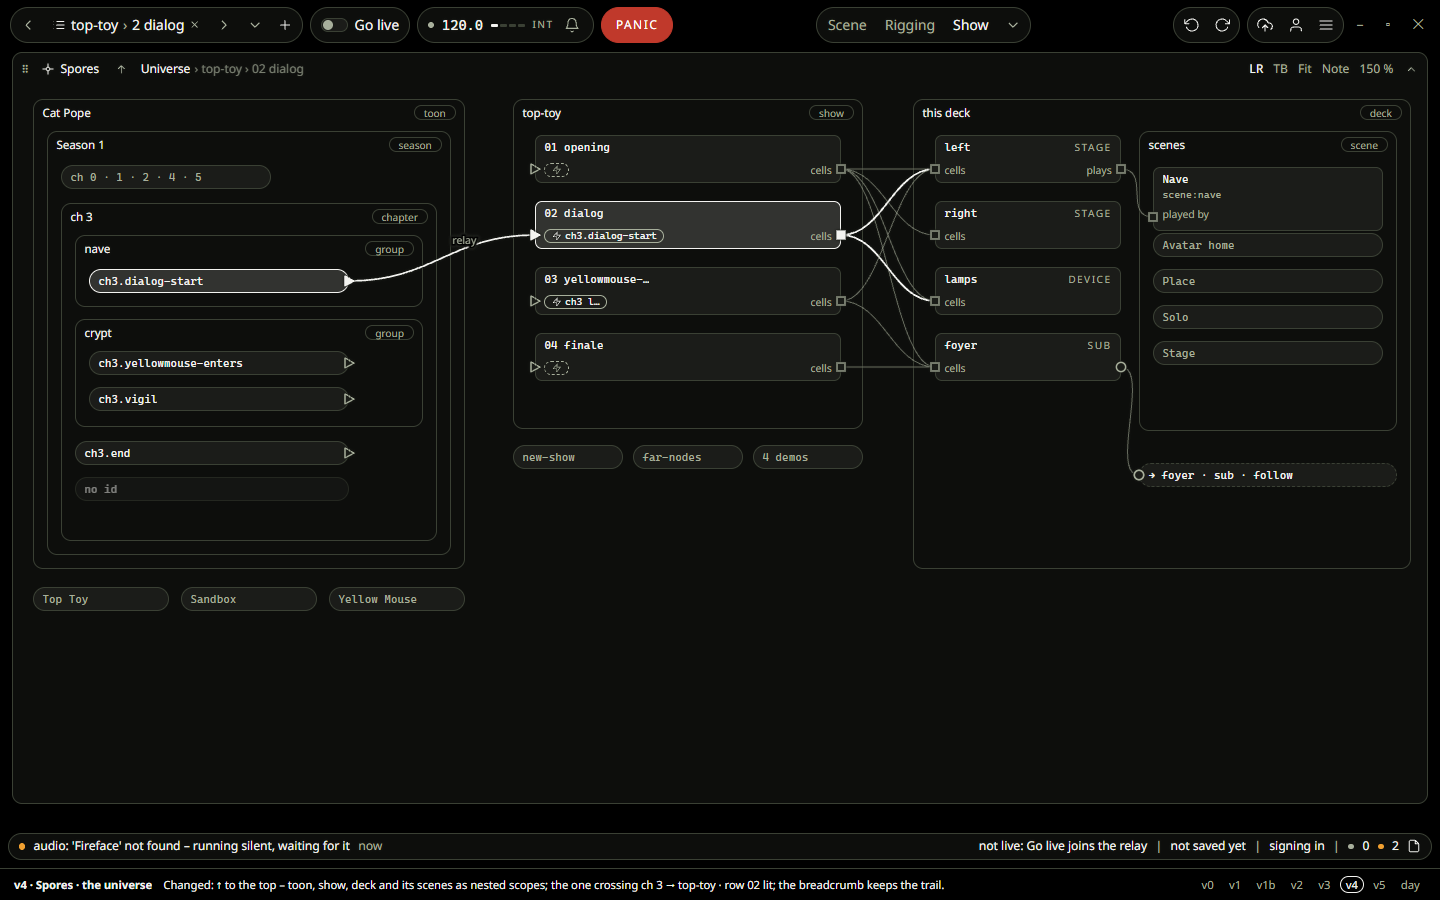 top-toy › 2 dialog ×
Go live
120.0
INT
PANIC
Scene Rigging Show
Spores ↑ Universe › top-toy › 02 dialog
LR TB Fit Note 150 %
Cat Pope
toon
Season 1
season
ch 0 · 1 · 2 · 4 · 5
ch 3
chapter
nave
group
ch3.dialog-start
crypt
group
ch3.yellowmouse-enters
ch3.vigil
ch3.end
no id
Top Toy
Sandbox
Yellow Mouse
relay
top-toy
show
01 opening
cells
02 dialog
ch3.dialog-start
cells
03 yellowmouse-…
ch3 l…
cells
04 finale
cells
new-show
far-nodes
4 demos
this deck
deck
left
STAGE
cells
plays
right
STAGE
cells
lamps
DEVICE
cells
foyer
SUB
cells
scenes
scene
Nave
scene:nave
played by
Avatar home
Place
Solo
Stage
→ foyer · sub · follow
audio: 'Fireface' not found – running silent, waiting for it now
not live: Go live joins the relay | not saved yet | signing in | 0 2
v4 · Spores · the universe Changed: ↑ to the top – toon, show, deck and its scenes as nested scopes; the one crossing ch 3 → top-toy · row 02 lit; the breadcrumb keeps the trail.
v0 v1 v1b v2 v3 v4 v5 day